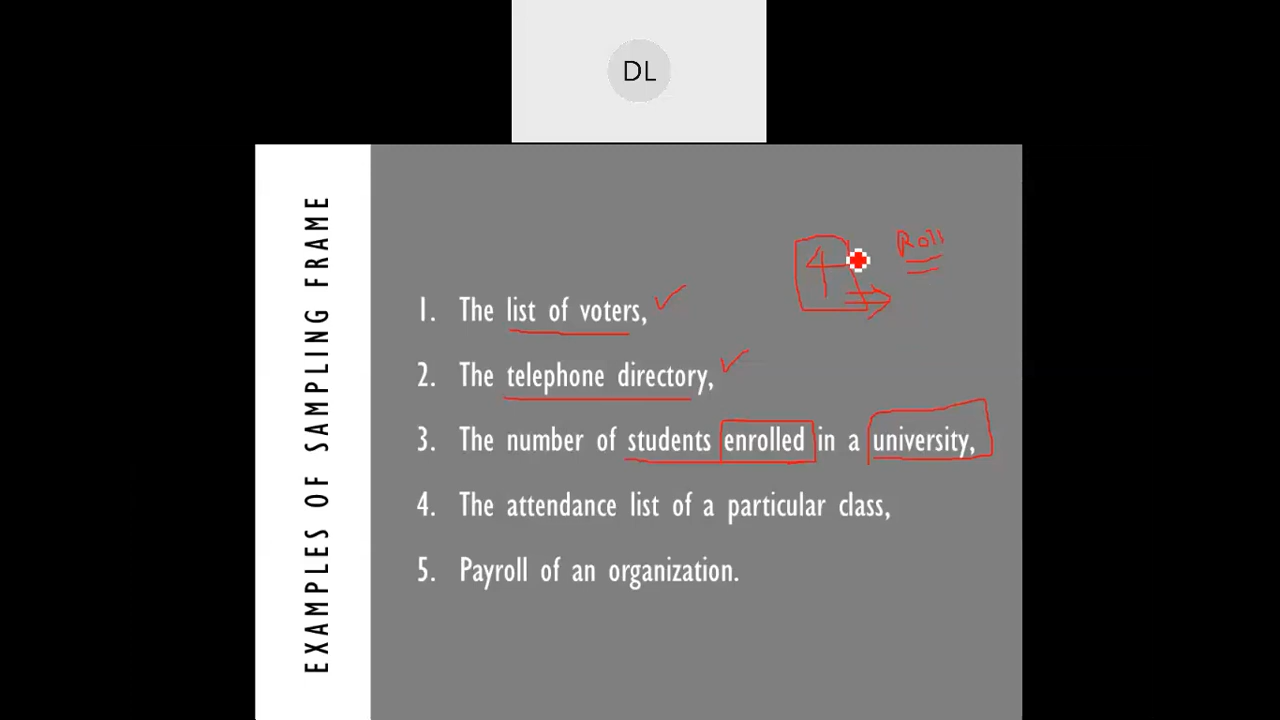 DL
EXAMPLES OF SAMPLING FRAME
4
Roll
1. The list of voters,
2. The telephone directory,
3. The number of students enrolled in a university,
4. The attendance list of a particular class,
5. Payroll of an organization.